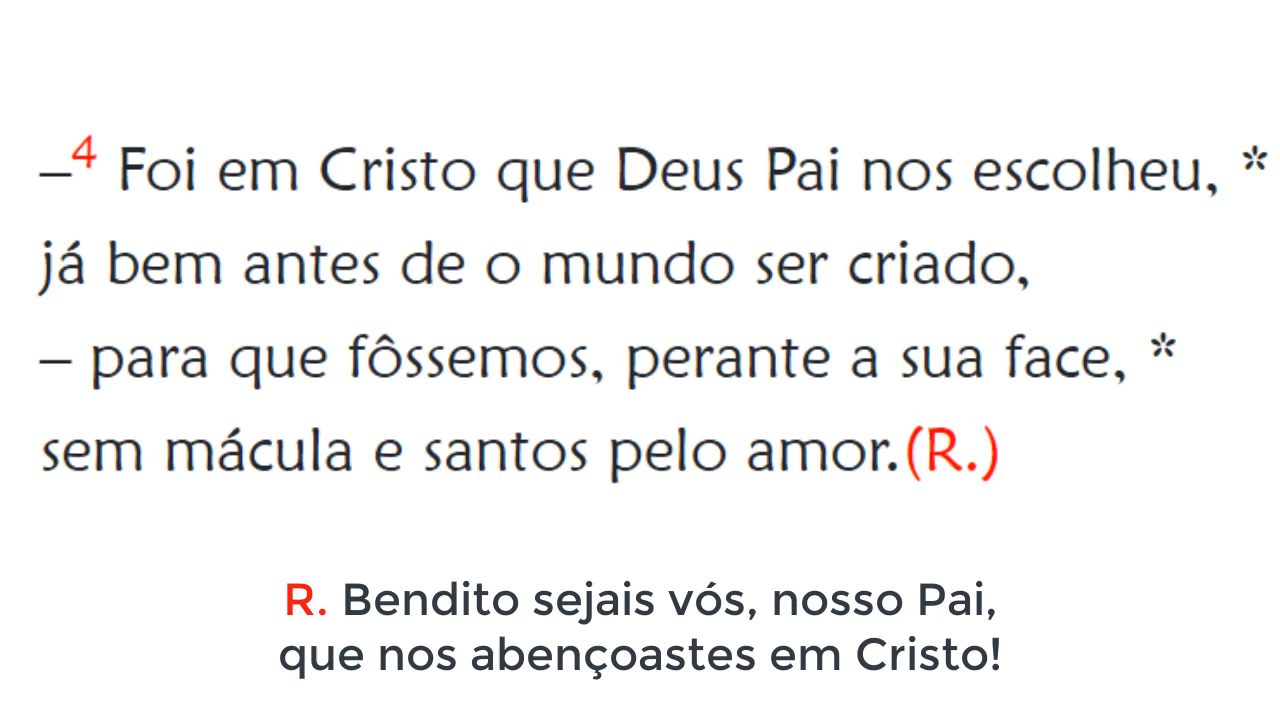 –⁴ Foi em Cristo que Deus Pai nos escolheu, *
já bem antes de o mundo ser criado,
– para que fôssemos, perante a sua face, *
sem mácula e santos pelo amor.(R.)
R. Bendito sejais vós, nosso Pai,
que nos abençoastes em Cristo!